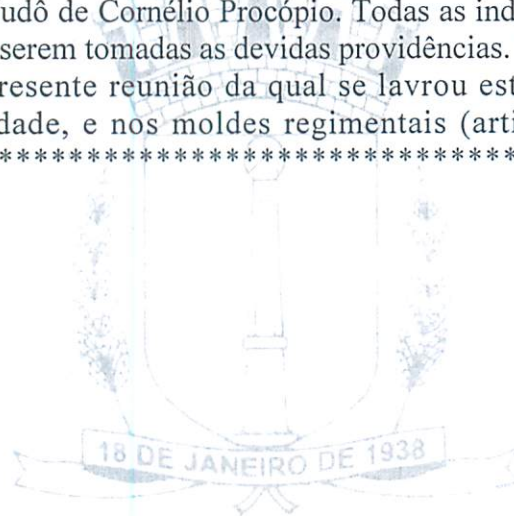 udô de Cornélio Procópio. Todas as ind
serem tomadas as devidas providências.
resente reunião da qual se lavrou est
dade, e nos moldes regimentais (arti
*******************************
18 DE JANEIRO DE 1938